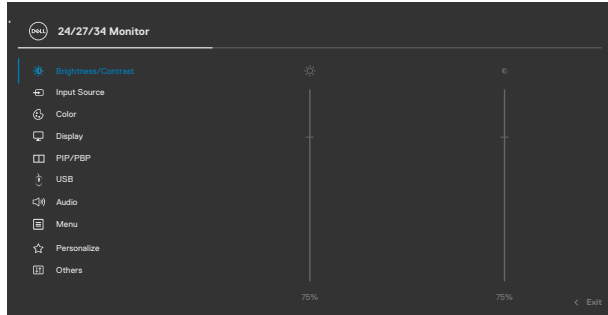 DELL
24/27/34 Monitor
Brightness/Contrast
Input Source
Color
Display
PIP/PBP
USB
Audio
Menu
Personalize
Others
75% 75%
< Exit